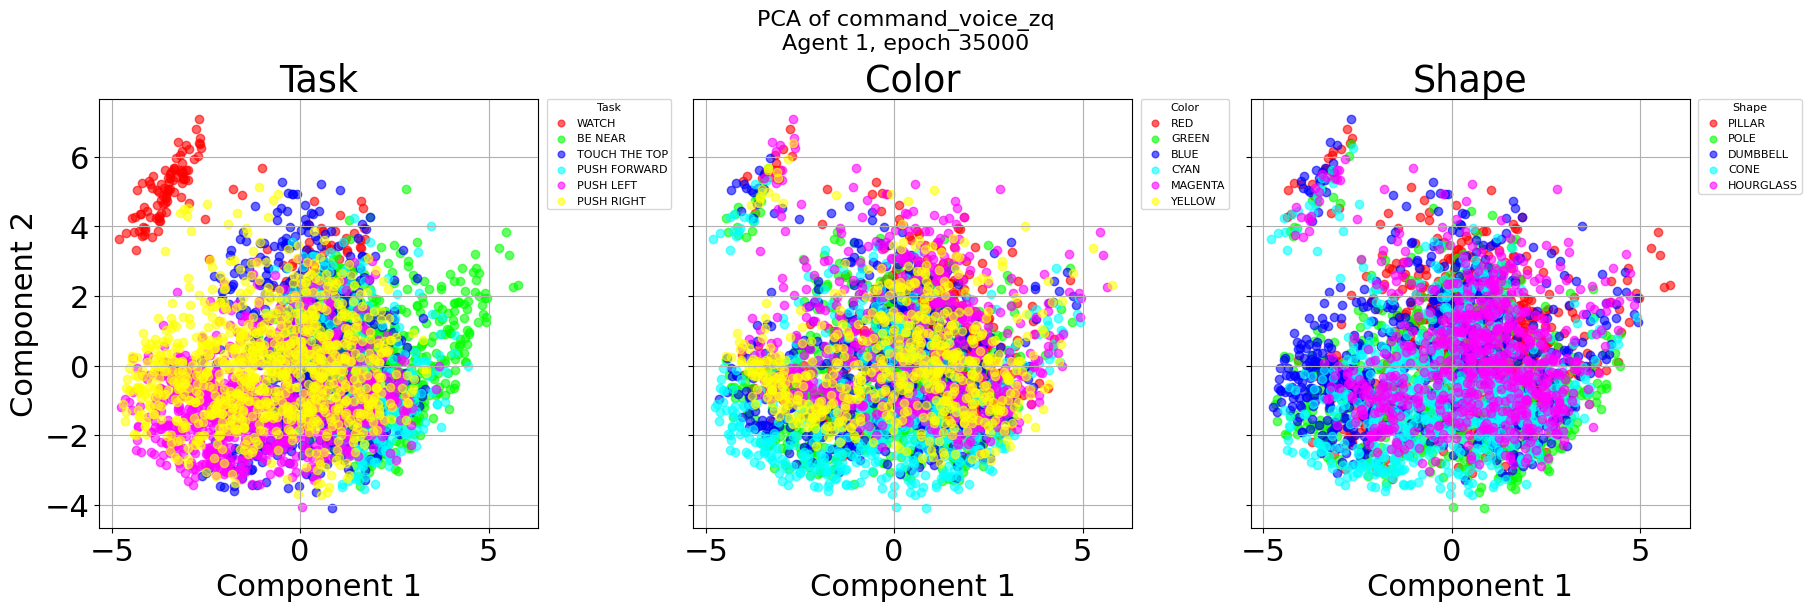 PCA of command_voice_zq
Agent 1, epoch 35000
Task
Color
Shape
Component 2
6
4
2
0
−2
−4
−5
0
5
Component 1
Task
WATCH
BE NEAR
TOUCH THE TOP
PUSH FORWARD
PUSH LEFT
PUSH RIGHT
−5
0
5
Component 1
Color
RED
GREEN
BLUE
CYAN
MAGENTA
YELLOW
−5
0
5
Component 1
Shape
PILLAR
POLE
DUMBBELL
CONE
HOURGLASS